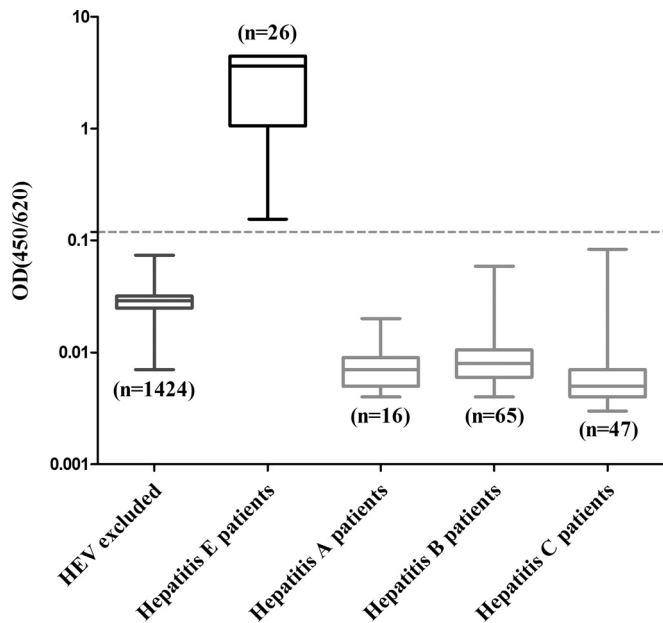 10
(n=26)
1
OD(450/620)
0.1
0.01
(n=1424)
(n=16)
(n=65)
(n=47)
0.001
HEV excluded
Hepatitis E patients
Hepatitis A patients
Hepatitis B patients
Hepatitis C patients